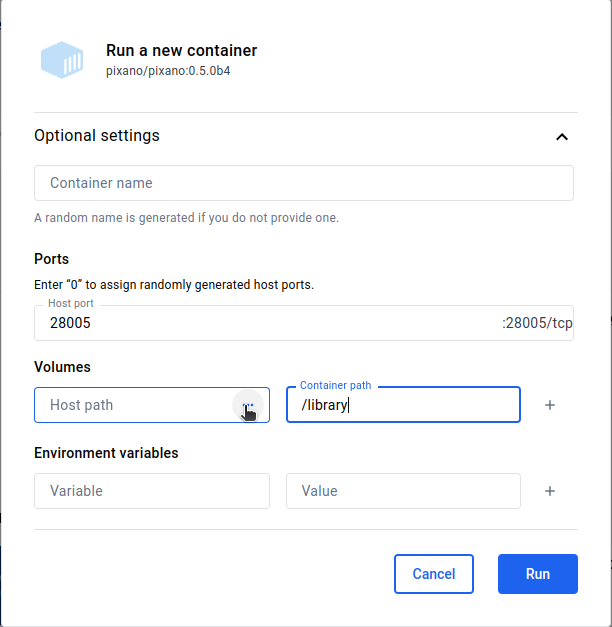 Run a new container
pixano/pixano:0.5.0b4
Optional settings
Container name
A random name is generated if you do not provide one.
Ports
Enter “0” to assign randomly generated host ports.
Host port
28005 :28005/tcp
Volumes
Container path
Host path ... /library +
Environment variables
Variable Value +
Cancel Run